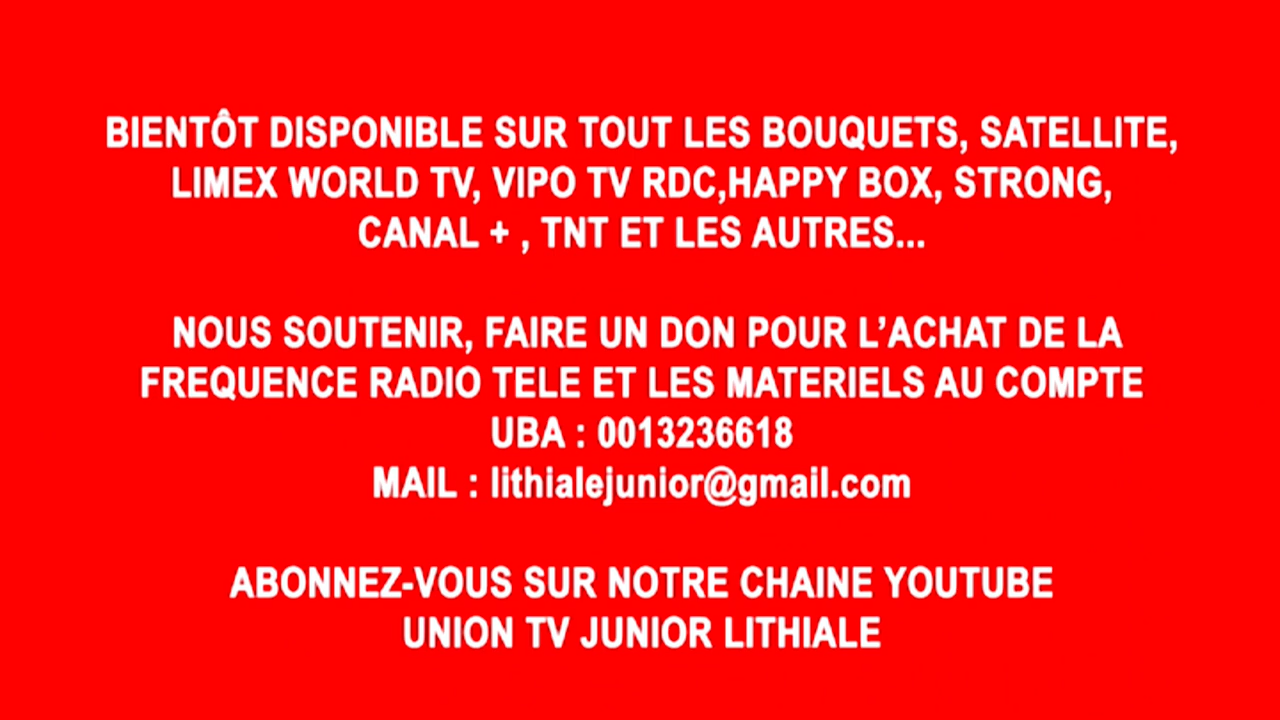 BIENTÔT DISPONIBLE SUR TOUT LES BOUQUETS, SATELLITE,
LIMEX WORLD TV, VIPO TV RDC,HAPPY BOX, STRONG,
CANAL + , TNT ET LES AUTRES...
NOUS SOUTENIR, FAIRE UN DON POUR L’ACHAT DE LA
FREQUENCE RADIO TELE ET LES MATERIELS AU COMPTE
UBA : 0013236618
MAIL : lithialejunior@gmail.com
ABONNEZ-VOUS SUR NOTRE CHAINE YOUTUBE
UNION TV JUNIOR LITHIALE